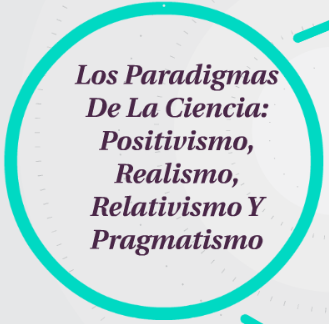 Los Paradigmas
De La Ciencia:
Positivismo,
Realismo,
Relativismo Y
Pragmatismo